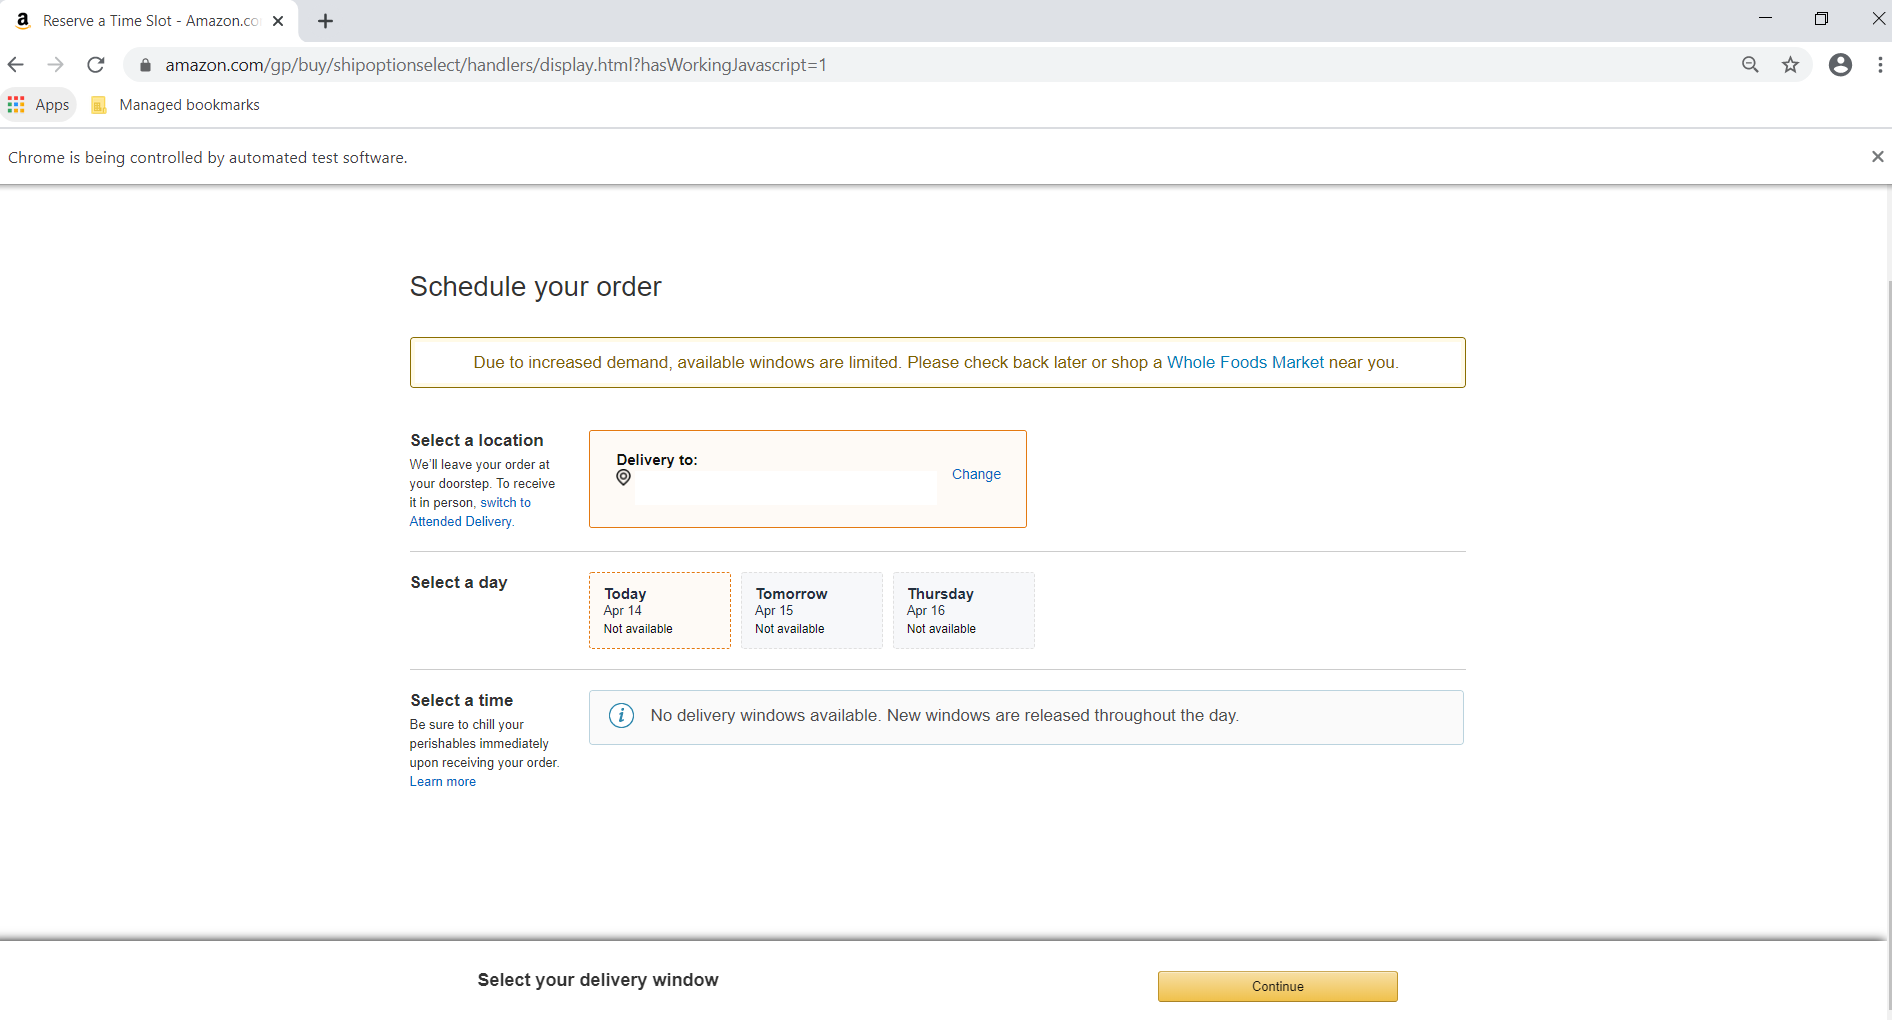 Reserve a Time Slot - Amazon.co
amazon.com/gp/buy/shipoptionselect/handlers/display.html?hasWorkingJavascript=1
Apps
Managed bookmarks
Chrome is being controlled by automated test software.
Schedule your order
Due to increased demand, available windows are limited. Please check back later or shop a Whole Foods Market near you.
Select a location
We'll leave your order at
your doorstep. To receive
it in person, switch to
Attended Delivery.
Delivery to:
Change
Select a day
Today
Apr 14
Not available
Tomorrow
Apr 15
Not available
Thursday
Apr 16
Not available
Select a time
Be sure to chill your
perishables immediately
upon receiving your order.
Learn more
No delivery windows available. New windows are released throughout the day.
Select your delivery window
Continue